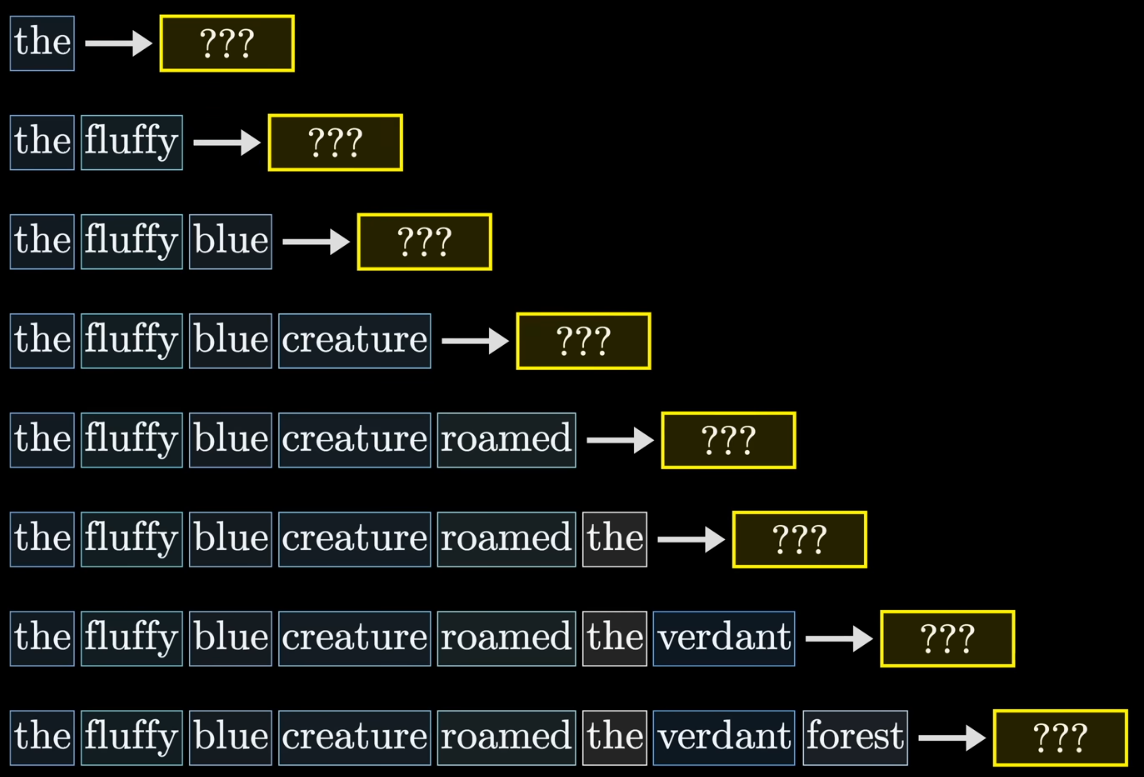 the ???
the fluffy ???
the fluffy blue ???
the fluffy blue creature ???
the fluffy blue creature roamed ???
the fluffy blue creature roamed the ???
the fluffy blue creature roamed the verdant ???
the fluffy blue creature roamed the verdant forest ???